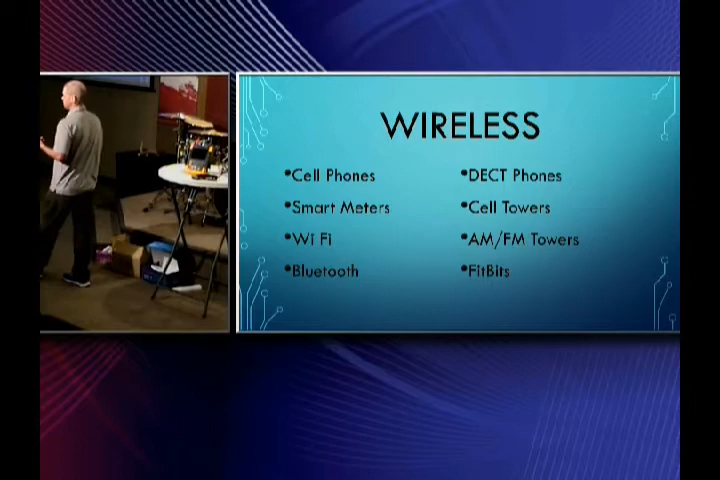 WIRELESS
•Cell Phones
•Smart Meters
•Wi Fi
•Bluetooth
•DECT Phones
•Cell Towers
•AM/FM Towers
•FitBits